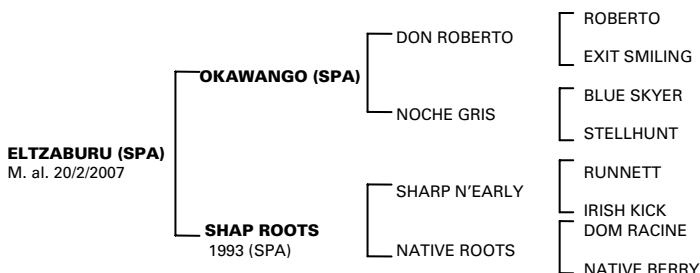 ROBERTO
DON ROBERTO
EXIT SMILING
OKAWANGO (SPA)
BLUE SKYER
NOCHE GRIS
STELLHUNT
ELTZABURU (SPA)
M. al. 20/2/2007
RUNNETT
SHARP N'EARLY
IRISH KICK
SHAP ROOTS
1993 (SPA)
DOM RACINE
NATIVE ROOTS
NATIVE BERRY